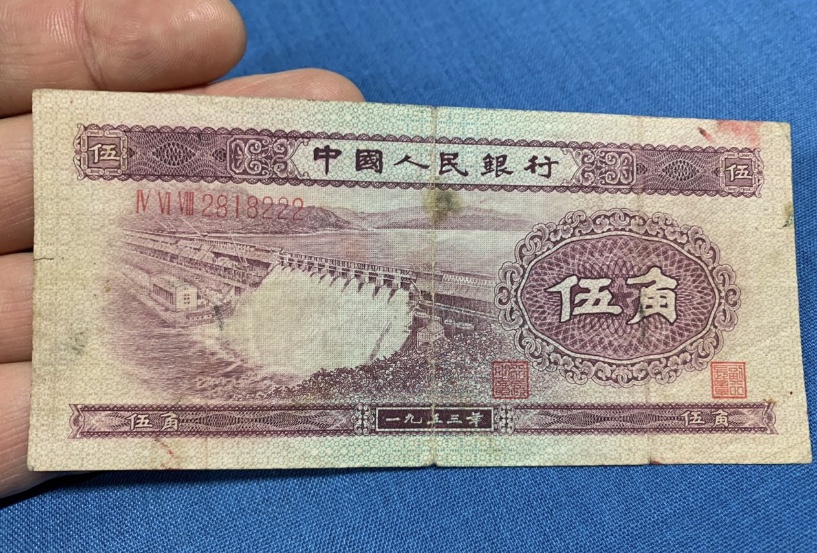 伍 中國人民銀行 伍
Ⅳ Ⅵ Ⅷ 2818222
伍角
伍角 一九五三年 伍角